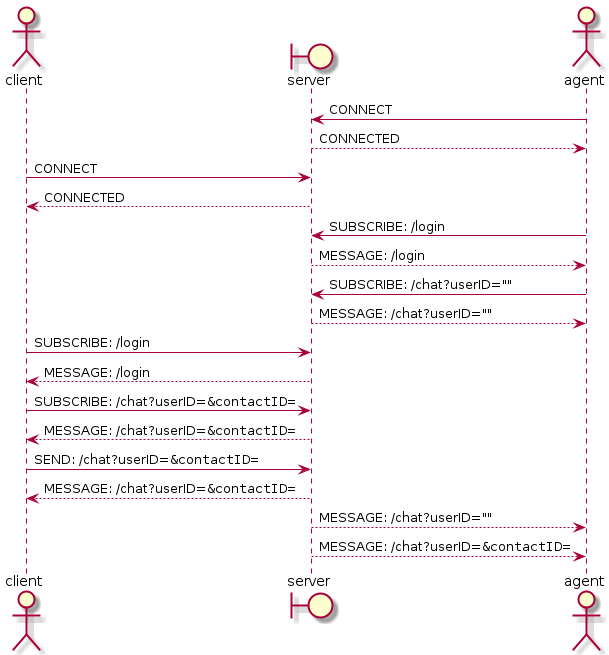 client
server
agent
CONNECT
CONNECTED
CONNECT
CONNECTED
SUBSCRIBE: /login
MESSAGE: /login
SUBSCRIBE: /chat?userID=""
MESSAGE: /chat?userID=""
SUBSCRIBE: /login
MESSAGE: /login
SUBSCRIBE: /chat?userID=&contactID=
MESSAGE: /chat?userID=&contactID=
SEND: /chat?userID=&contactID=
MESSAGE: /chat?userID=&contactID=
MESSAGE: /chat?userID=""
MESSAGE: /chat?userID=&contactID=
client
server
agent